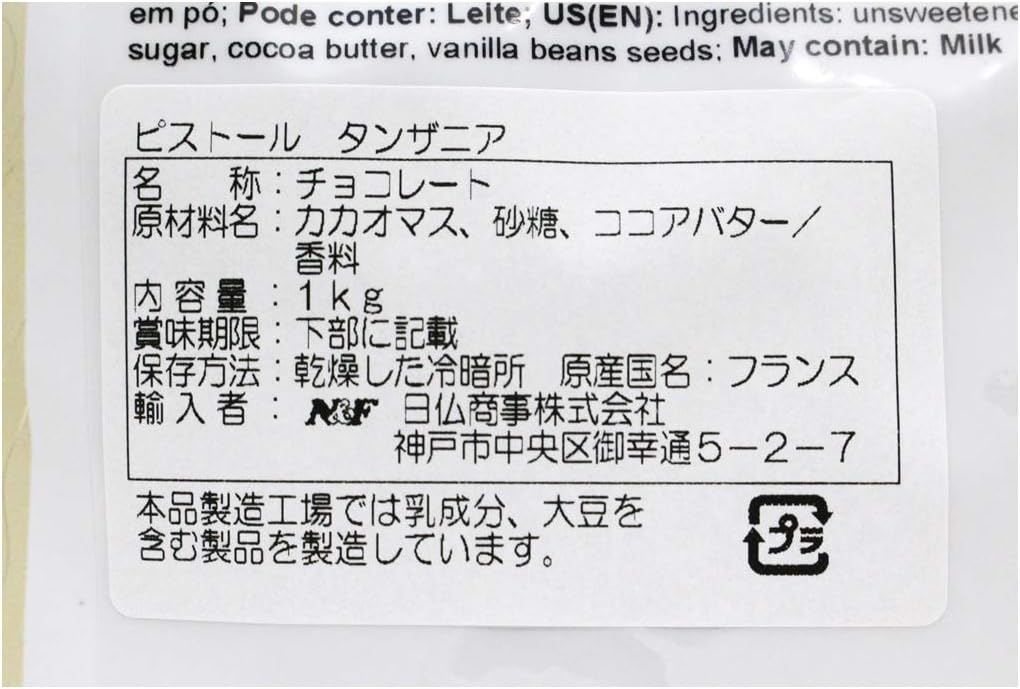 em pó; Pode conter: Leite; US(EN): Ingredients: unsweetene
sugar, cocoa butter, vanilla beans seeds; May contain: Milk
ピストール　タンザニア
名　　称：チョコレート
原材料名：カカオマス、砂糖、ココアバター／
香料
内 容 量 ：1ｋｇ
賞味期限：下部に記載
保存方法：乾燥した冷暗所　原産国名：フランス
輸 入 者 ： N&F 日仏商事株式会社
神戸市中央区御幸通5－2－7
本品製造工場では乳成分、大豆を
含む製品を製造しています。
プラ